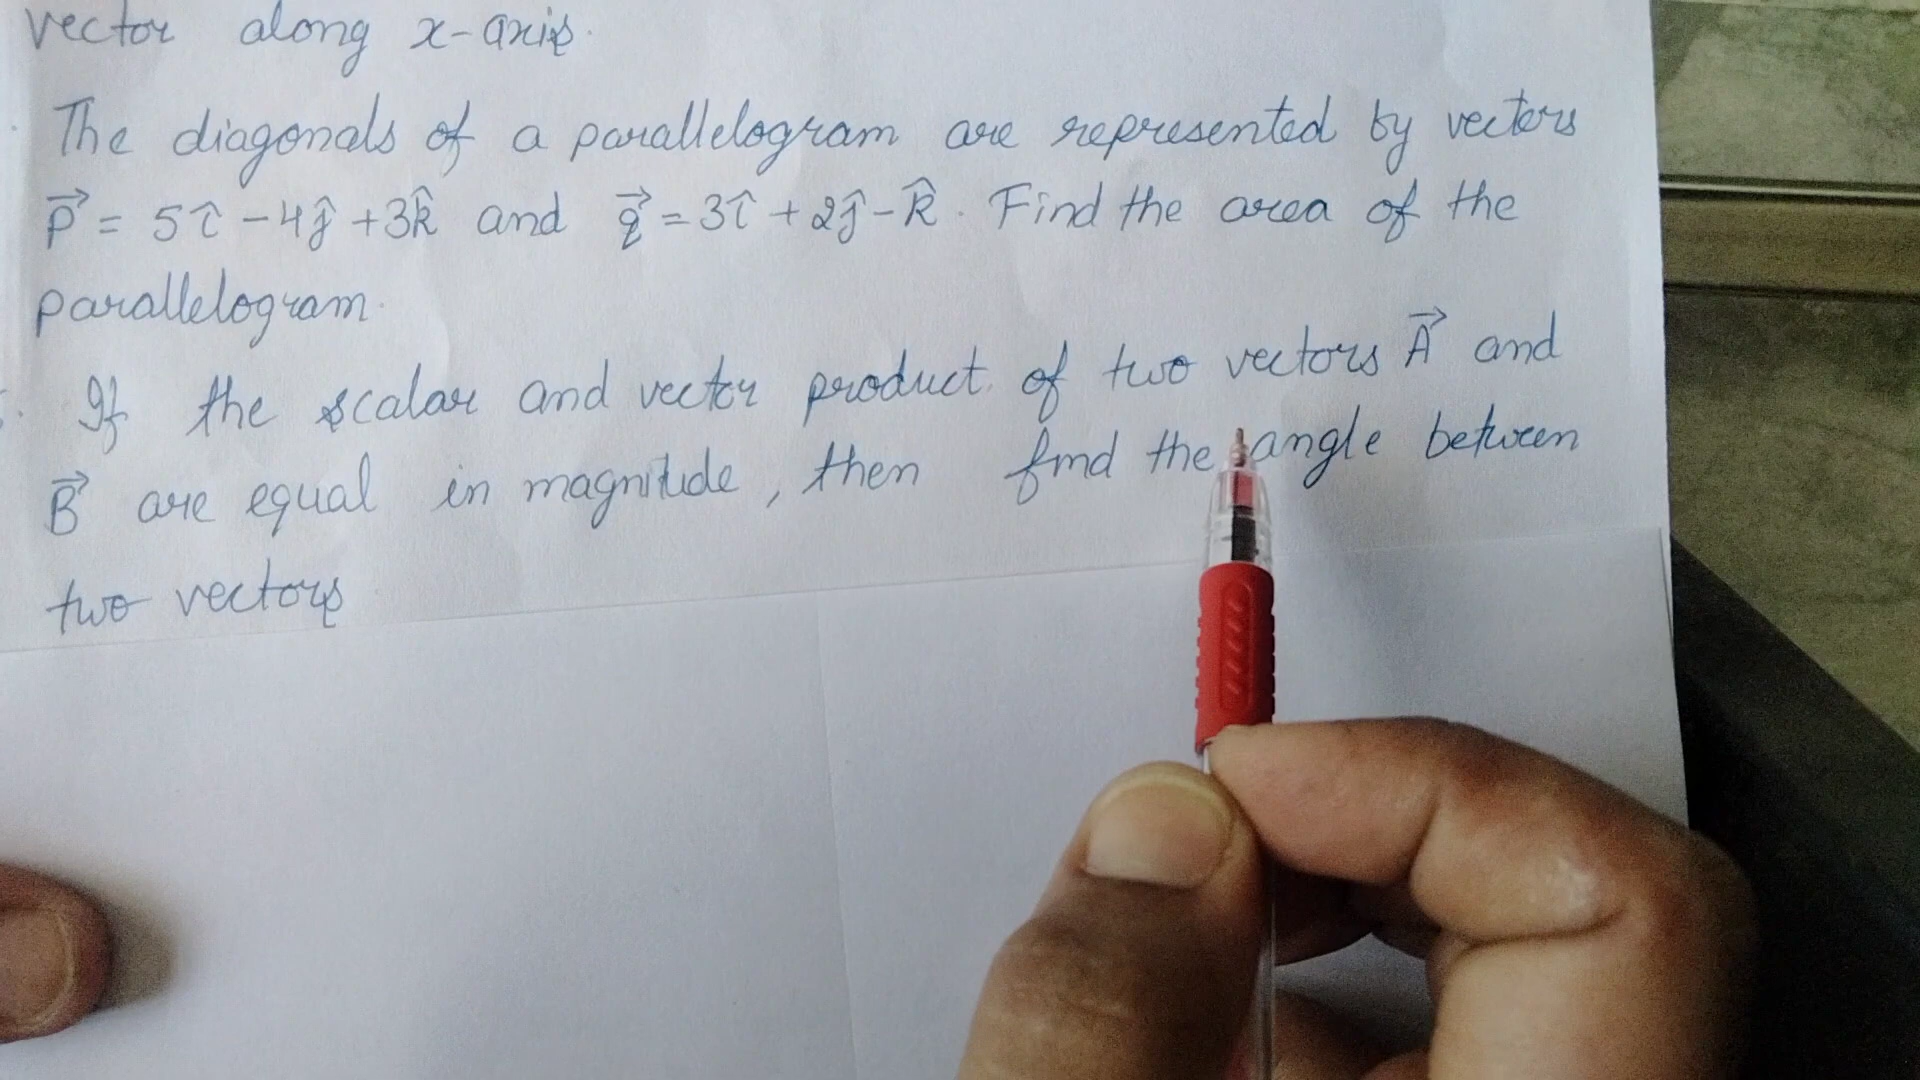 vector along x-axis.
The diagonals of a parallelogram are represented by vectors
p⃗ = 5î - 4ĵ + 3k̂ and q⃗ = 3î + 2ĵ - k̂. Find the area of the
parallelogram.
If the scalar and vector product of two vectors A⃗ and
B⃗ are equal in magnitude, then find the angle between
two vectors